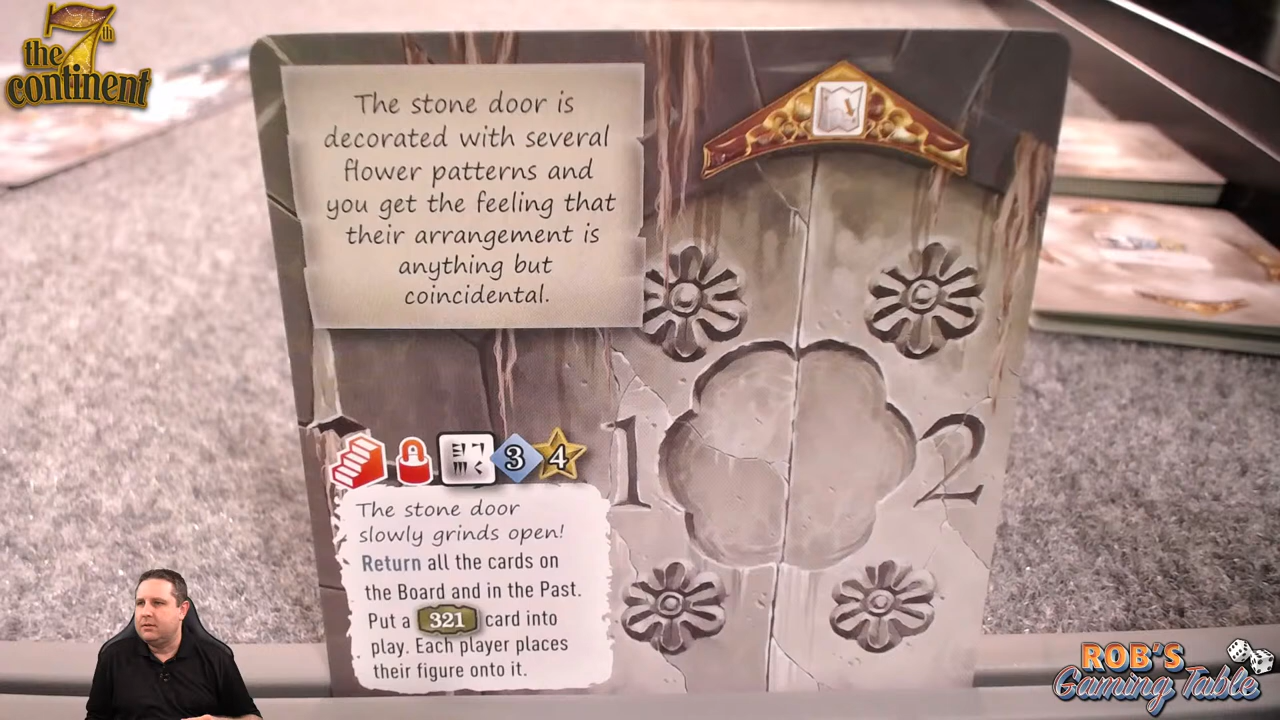 the
7th
continent
The stone door is
decorated with several
flower patterns and
you get the feeling that
their arrangement is
anything but
coincidental.
3 4
The stone door
slowly grinds open!
Return all the cards on
the Board and in the Past.
Put a 321 card into
play. Each player places
their figure onto it.
1 2
ROB'S
Gaming Table